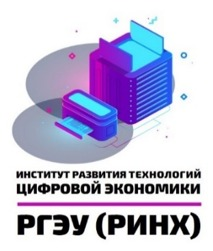 ИНСТИТУТ РАЗВИТИЯ ТЕХНОЛОГИЙ
ЦИФРОВОЙ ЭКОНОМИКИ
РГЭУ (РИНХ)